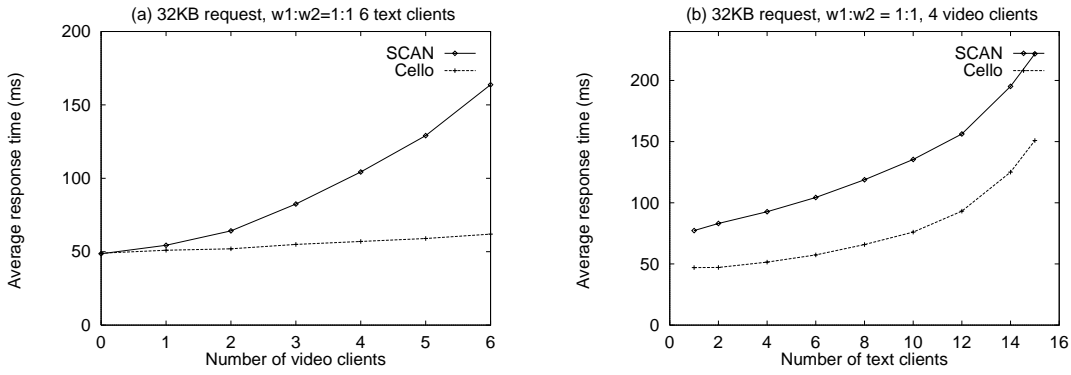 (a) 32KB request, w1:w2=1:1 6 text clients
200
150
100
50
0
0 1 2 3 4 5 6
Average response time (ms)
Number of video clients
SCAN
Cello
(b) 32KB request, w1:w2 = 1:1, 4 video clients
200
150
100
50
0
0 2 4 6 8 10 12 14 16
Average response time (ms)
Number of text clients
SCAN
Cello